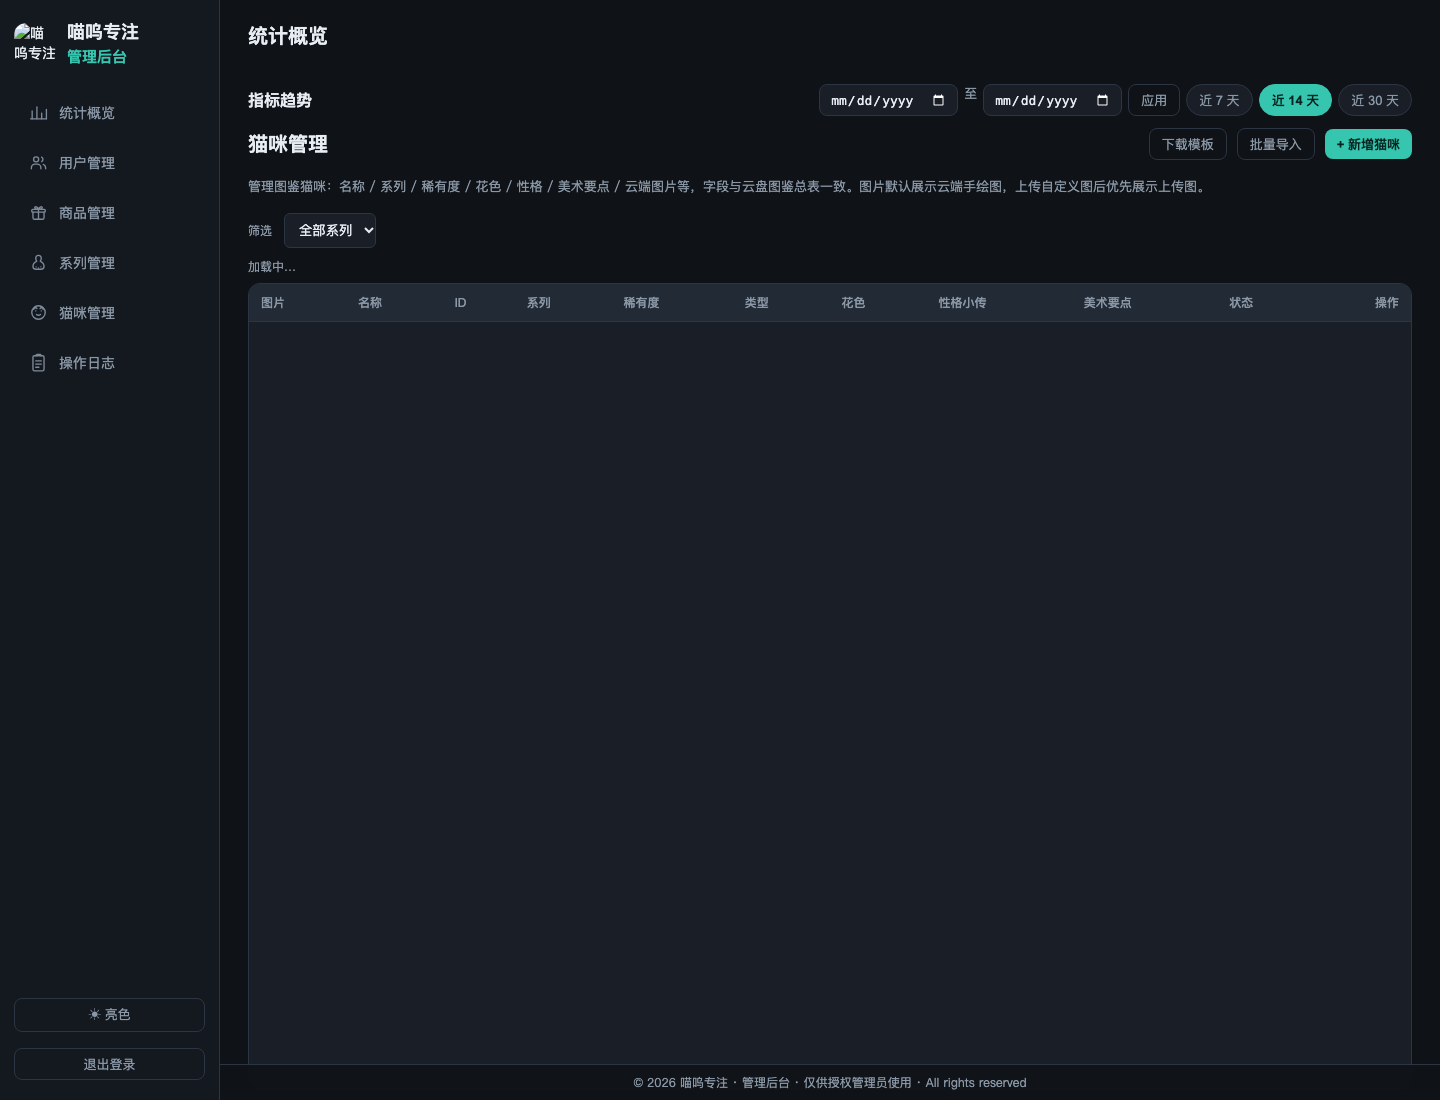 喵
呜专注
喵呜专注
管理后台
统计概览
用户管理
商品管理
系列管理
猫咪管理
操作日志
☀ 亮色
退出登录
统计概览
指标趋势
mm/dd/yyyy 至 mm/dd/yyyy 应用 近 7 天 近 14 天 近 30 天
猫咪管理
下载模板 批量导入 + 新增猫咪
管理图鉴猫咪：名称 / 系列 / 稀有度 / 花色 / 性格 / 美术要点 / 云端图片等，字段与云盘图鉴总表一致。图片默认展示云端手绘图，上传自定义图后优先展示上传图。
筛选 全部系列
加载中...
图片 名称 ID 系列 稀有度 类型 花色 性格小传 美术要点 状态 操作
© 2026 喵呜专注 · 管理后台 · 仅供授权管理员使用 · All rights reserved